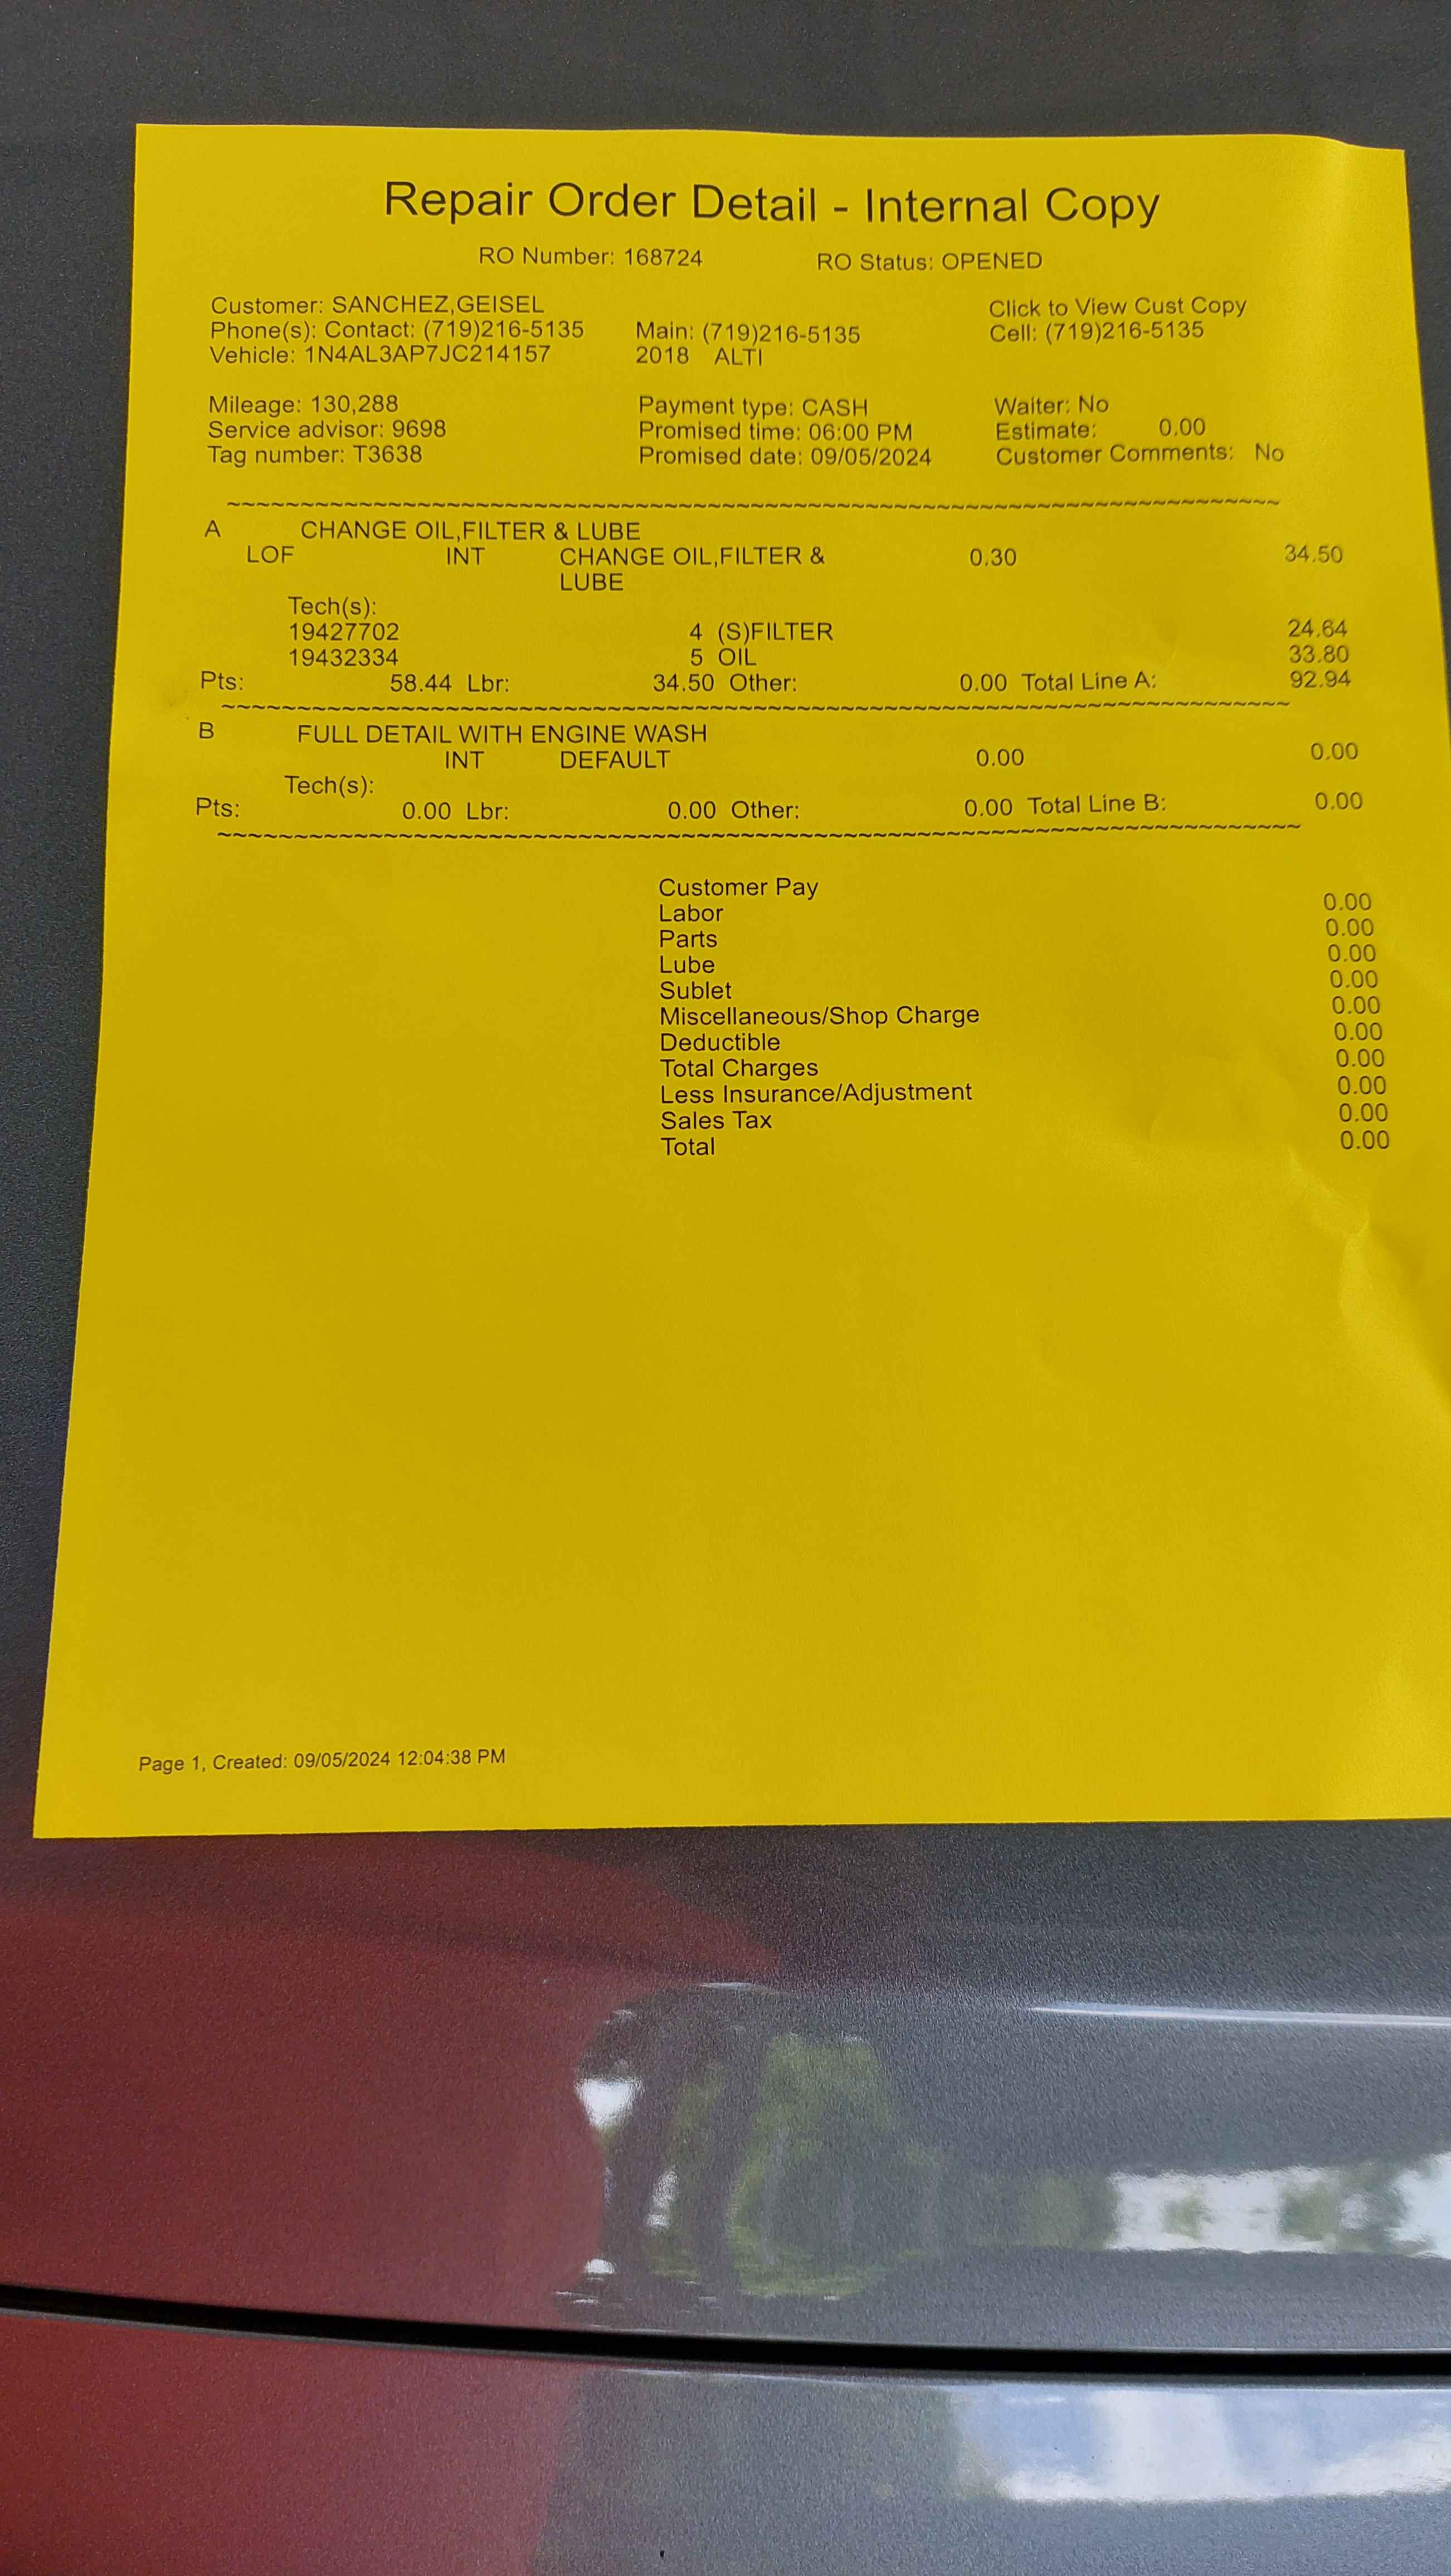 Repair Order Detail - Internal Copy
RO Number: 168724 RO Status: OPENED
Customer: SANCHEZ,GEISEL Click to View Cust Copy
Phone(s): Contact: (719)216-5135 Main: (719)216-5135 Cell: (719)216-5135
Vehicle: 1N4AL3AP7JC214157 2018 ALTI
Mileage: 130,288 Payment type: CASH Waiter: No
Service advisor: 9698 Promised time: 06:00 PM Estimate: 0.00
Tag number: T3638 Promised date: 09/05/2024 Customer Comments: No
~~~~~~~~~~~~~~~~~~~~~~~~~~~~~~~~~~~~~~~~~~~~~~~~~~~~~~~~~~~~~~~~~~~~~~~~~~~~~~
A CHANGE OIL,FILTER & LUBE
LOF INT CHANGE OIL,FILTER & 0.30 34.50
LUBE
Tech(s):
19427702 4 (S)FILTER 24.64
19432334 5 OIL 33.80
Pts: 58.44 Lbr: 34.50 Other: 0.00 Total Line A: 92.94
~~~~~~~~~~~~~~~~~~~~~~~~~~~~~~~~~~~~~~~~~~~~~~~~~~~~~~~~~~~~~~~~~~~~~~~~~~~~~~
B FULL DETAIL WITH ENGINE WASH
INT DEFAULT 0.00 0.00
Tech(s):
Pts: 0.00 Lbr: 0.00 Other: 0.00 Total Line B: 0.00
~~~~~~~~~~~~~~~~~~~~~~~~~~~~~~~~~~~~~~~~~~~~~~~~~~~~~~~~~~~~~~~~~~~~~~~~~~~~~~
Customer Pay
Labor 0.00
Parts 0.00
Lube 0.00
Sublet 0.00
Miscellaneous/Shop Charge 0.00
Deductible 0.00
Total Charges 0.00
Less Insurance/Adjustment 0.00
Sales Tax 0.00
Total 0.00
Page 1, Created: 09/05/2024 12:04:38 PM